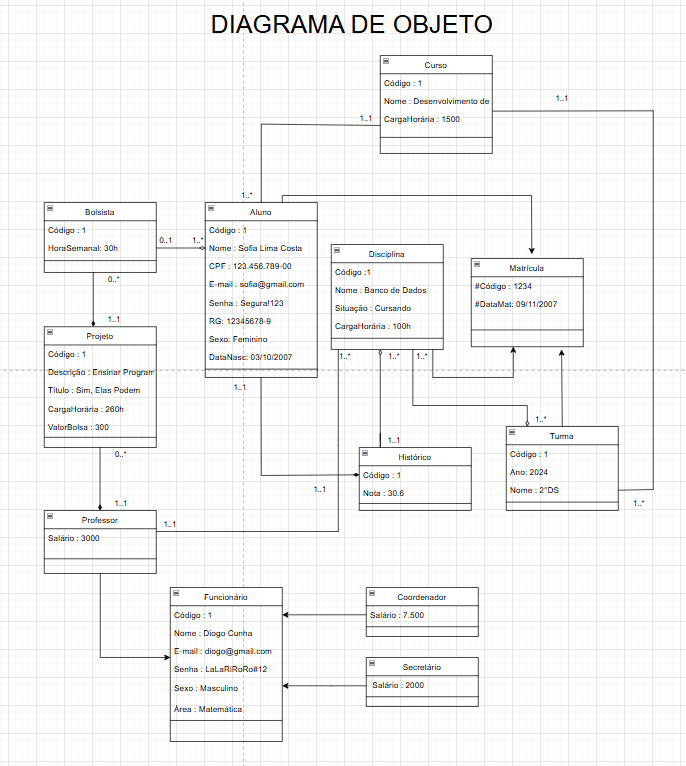 DIAGRAMA DE OBJETO
Curso
Código : 1
Nome : Desenvolvimento de
CargaHorária : 1500
1..1
1..1
1..*
Bolsista
Código : 1
HoraSemanal: 30h
0..1
1..*
0..*
Aluno
Código : 1
Nome : Sofia Lima Costa
CPF : 123.456.789-00
E-mail : sofia@gmail.com
Senha : Segura!123
RG: 12345678-9
Sexo: Feminino
DataNasc: 03/10/2007
1..1
Disciplina
Código :1
Nome : Banco de Dados
Situação : Cursando
CargaHorária : 100h
1..*
1..*
1..*
Matrícula
#Código : 1234
#DataMat: 09/11/2007
1..1
Projeto
Código : 1
Descrição : Ensinar Program
Título : Sim, Elas Podem
CargaHorária : 260h
ValorBolsa : 300
0..*
1..1
Histórico
Código : 1
Nota : 30.6
1..1
1..*
Turma
Código : 1
Ano: 2024
Nome : 2°DS
1..*
1..1
Professor
Salário : 3000
1..1
Funcionário
Código : 1
Nome : Diogo Cunha
E-mail : diogo@gmail.com
Senha : LaLaRiRoRo#12
Sexo : Masculino
Área : Matemática
Coordenador
Salário : 7.500
Secretário
Salário : 2000